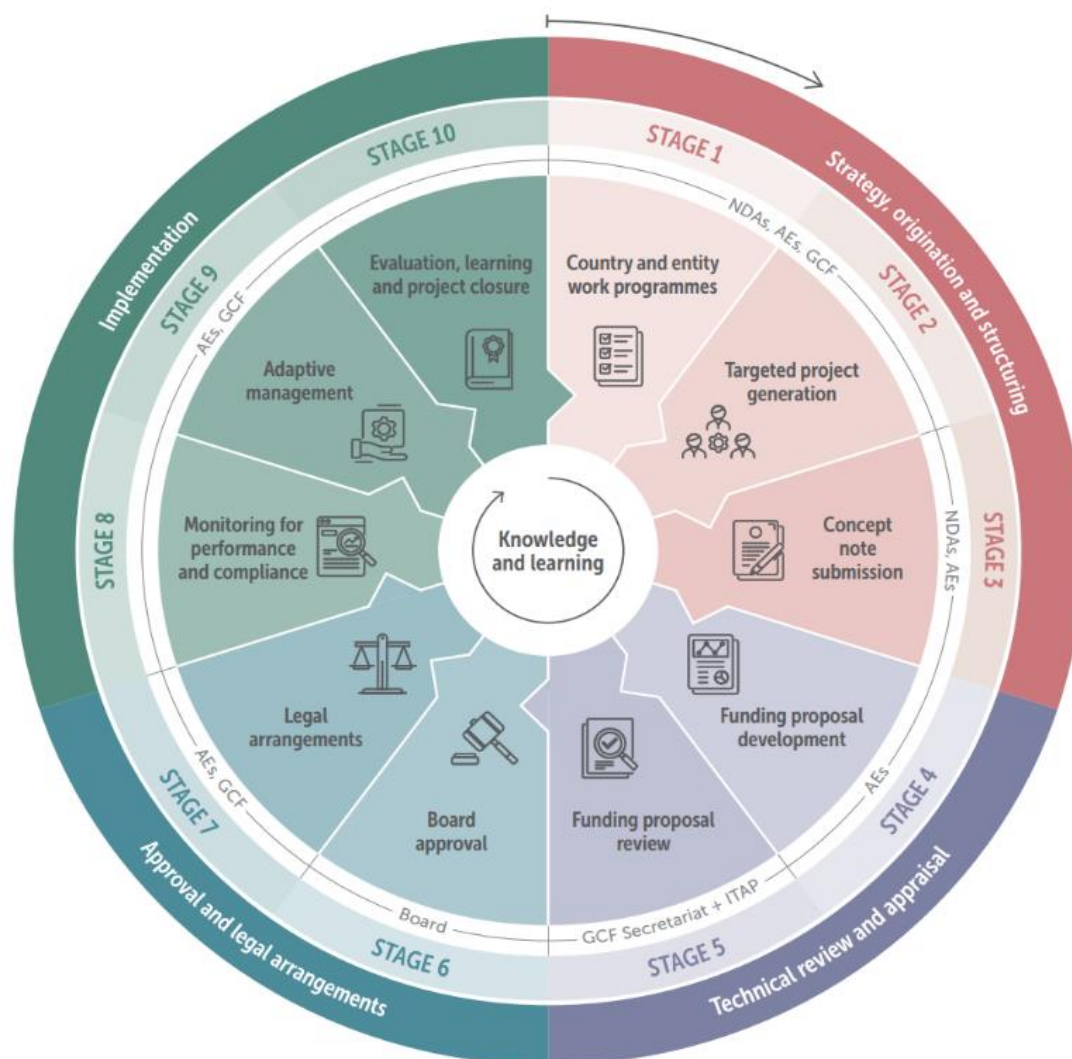 Strategy, origination and structuring
STAGE 1
NDAs, AEs, GCF
Country and entity
work programmes
STAGE 2
Targeted project
generation
STAGE 3
NDAs, AEs
Concept
note
submission
Technical review and appraisal
STAGE 4
AEs
Funding proposal
development
STAGE 5
GCF Secretariat + ITAP
Funding proposal
review
Approval and legal arrangements
STAGE 6
Board
Board
approval
STAGE 7
AEs, GCF
Legal
arrangements
Implementation
STAGE 8
Monitoring for
performance
and compliance
STAGE 9
AEs, GCF
Adaptive
management
STAGE 10
Evaluation, learning
and project closure
Knowledge
and learning